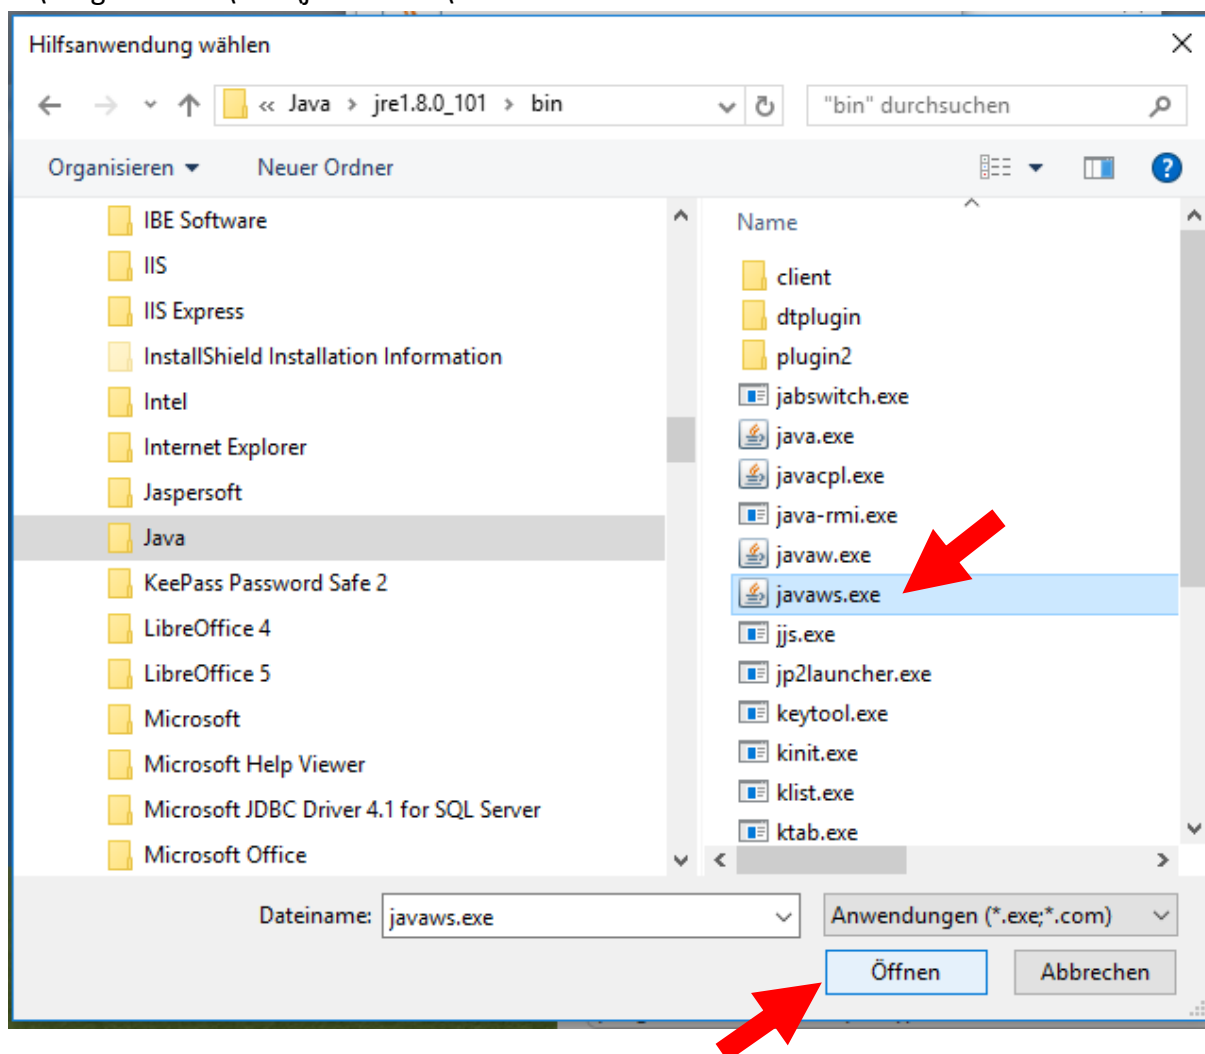 Hilfsanwendung wählen
« Java > jre1.8.0_101 > bin
"bin" durchsuchen
Organisieren
Neuer Ordner
IBE Software
IIS
IIS Express
InstallShield Installation Information
Intel
Internet Explorer
Jaspersoft
Java
KeePass Password Safe 2
LibreOffice 4
LibreOffice 5
Microsoft
Microsoft Help Viewer
Microsoft JDBC Driver 4.1 for SQL Server
Microsoft Office
Name
client
dtplugin
plugin2
jabswitch.exe
java.exe
javacpl.exe
java-rmi.exe
javaw.exe
javaws.exe
jjs.exe
jp2launcher.exe
keytool.exe
kinit.exe
klist.exe
ktab.exe
Dateiname: javaws.exe
Anwendungen (*.exe;*.com)
Öffnen
Abbrechen